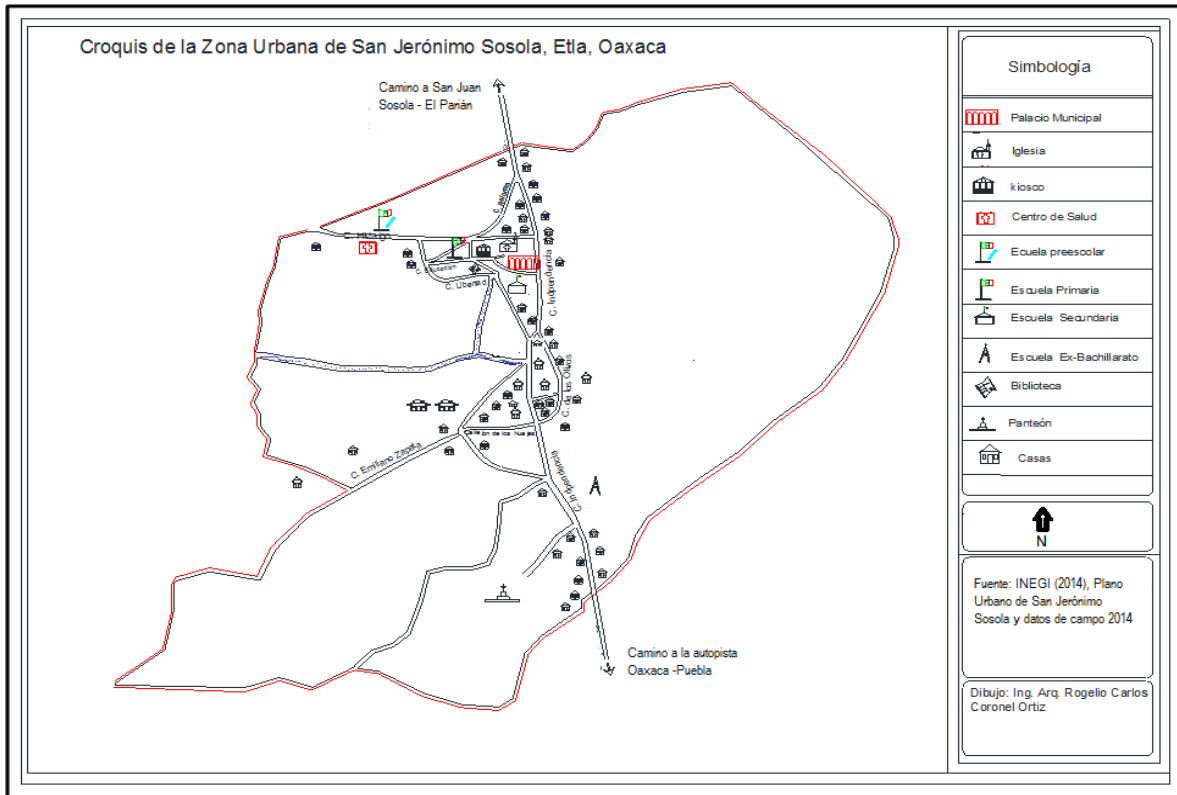 Croquis de la Zona Urbana de San Jerónimo Sosola, Etla, Oaxaca
Camino a San Juan
Sosola - El Parián
C. Hidalgo
C. Libertad
C. Indpendencia
C. de los Olivos
C. Emiliano Zapata
C. Indpendencia
Camino a la autopista
Oaxaca -Puebla
Simbología
Palacio Municipal
Iglesia
kiosco
Centro de Salud
Ecuela preescolar
Escuela Primaria
Escuela Secundaria
Escuela Ex-Bachillarato
Biblioteca
Panteón
Casas
N
Fuente: INEGI (2014), Plano
Urbano de San Jerónimo
Sosola y datos de campo 2014
Dibujo: Ing. Arq. Rogelio Carlos
Coronel Ortiz